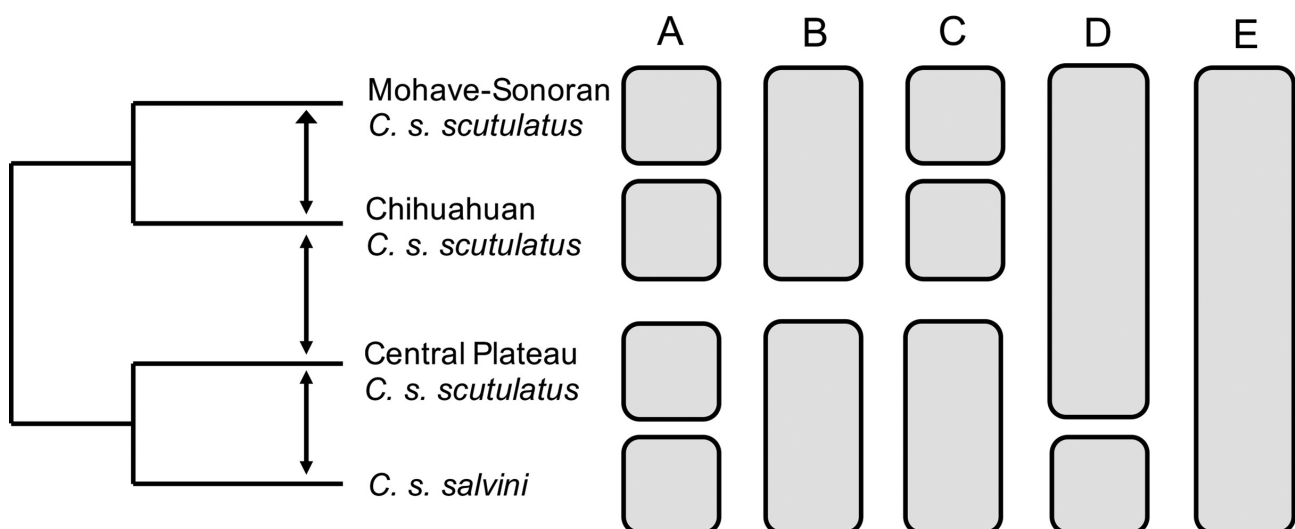 A B C D E
Mohave-Sonoran
C. s. scutulatus
Chihuahuan
C. s. scutulatus
Central Plateau
C. s. scutulatus
C. s. salvini